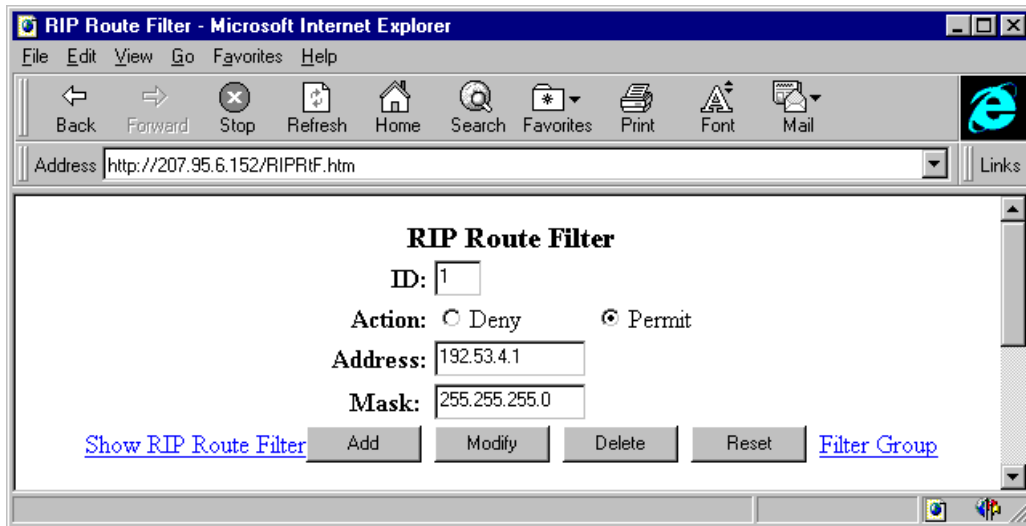 RIP Route Filter - Microsoft Internet Explorer
File Edit View Go Favorites Help
Back Forward Stop Refresh Home Search Favorites Print Font Mail
Address http://207.95.6.152/RIPRtF.htm Links
RIP Route Filter
ID: 1
Action: Deny Permit
Address: 192.53.4.1
Mask: 255.255.255.0
Show RIP Route Filter Add Modify Delete Reset Filter Group